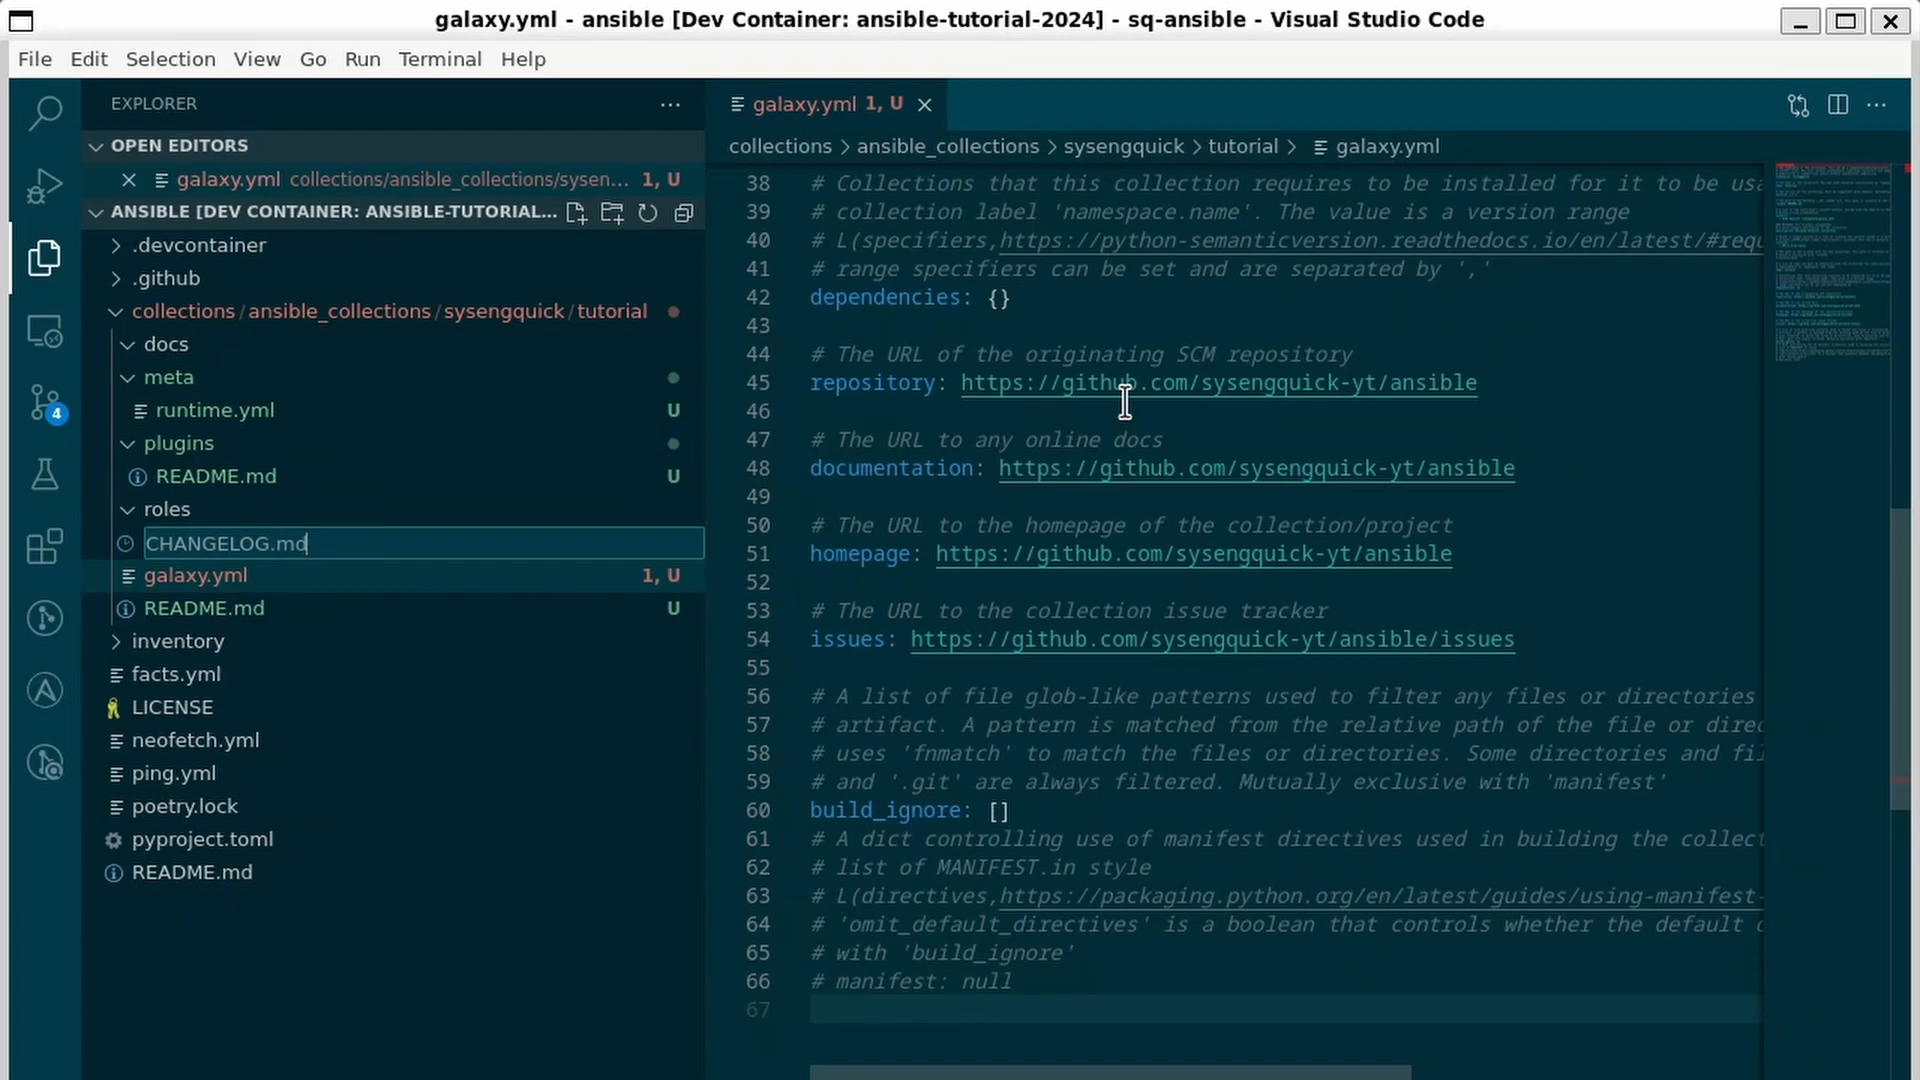 galaxy.yml - ansible [Dev Container: ansible-tutorial-2024] - sq-ansible - Visual Studio Code
File Edit Selection View Go Run Terminal Help
EXPLORER
OPEN EDITORS
galaxy.yml collections/ansible_collections/sysen... 1, U
ANSIBLE [DEV CONTAINER: ANSIBLE-TUTORIAL...
.devcontainer
.github
collections/ansible_collections/sysengquick/tutorial
docs
meta
runtime.yml U
plugins
README.md U
roles
CHANGELOG.md
galaxy.yml 1, U
README.md U
inventory
facts.yml
LICENSE
neofetch.yml
ping.yml
poetry.lock
pyproject.toml
README.md
4
galaxy.yml 1, U
collections > ansible_collections > sysengquick > tutorial > galaxy.yml
38 # Collections that this collection requires to be installed for it to be usa
39 # collection label 'namespace.name'. The value is a version range
40 # L(specifiers,https://python-semanticversion.readthedocs.io/en/latest/#requ
41 # range specifiers can be set and are separated by ','
42 dependencies: {}
43
44 # The URL of the originating SCM repository
45 repository: https://github.com/sysengquick-yt/ansible
46
47 # The URL to any online docs
48 documentation: https://github.com/sysengquick-yt/ansible
49
50 # The URL to the homepage of the collection/project
51 homepage: https://github.com/sysengquick-yt/ansible
52
53 # The URL to the collection issue tracker
54 issues: https://github.com/sysengquick-yt/ansible/issues
55
56 # A list of file glob-like patterns used to filter any files or directories
57 # artifact. A pattern is matched from the relative path of the file or direc
58 # uses 'fnmatch' to match the files or directories. Some directories and fil
59 # and '.git' are always filtered. Mutually exclusive with 'manifest'
60 build_ignore: []
61 # A dict controlling use of manifest directives used in building the collect
62 # list of MANIFEST.in style
63 # L(directives,https://packaging.python.org/en/latest/guides/using-manifest-
64 # 'omit_default_directives' is a boolean that controls whether the default d
65 # with 'build_ignore'
66 # manifest: null
67